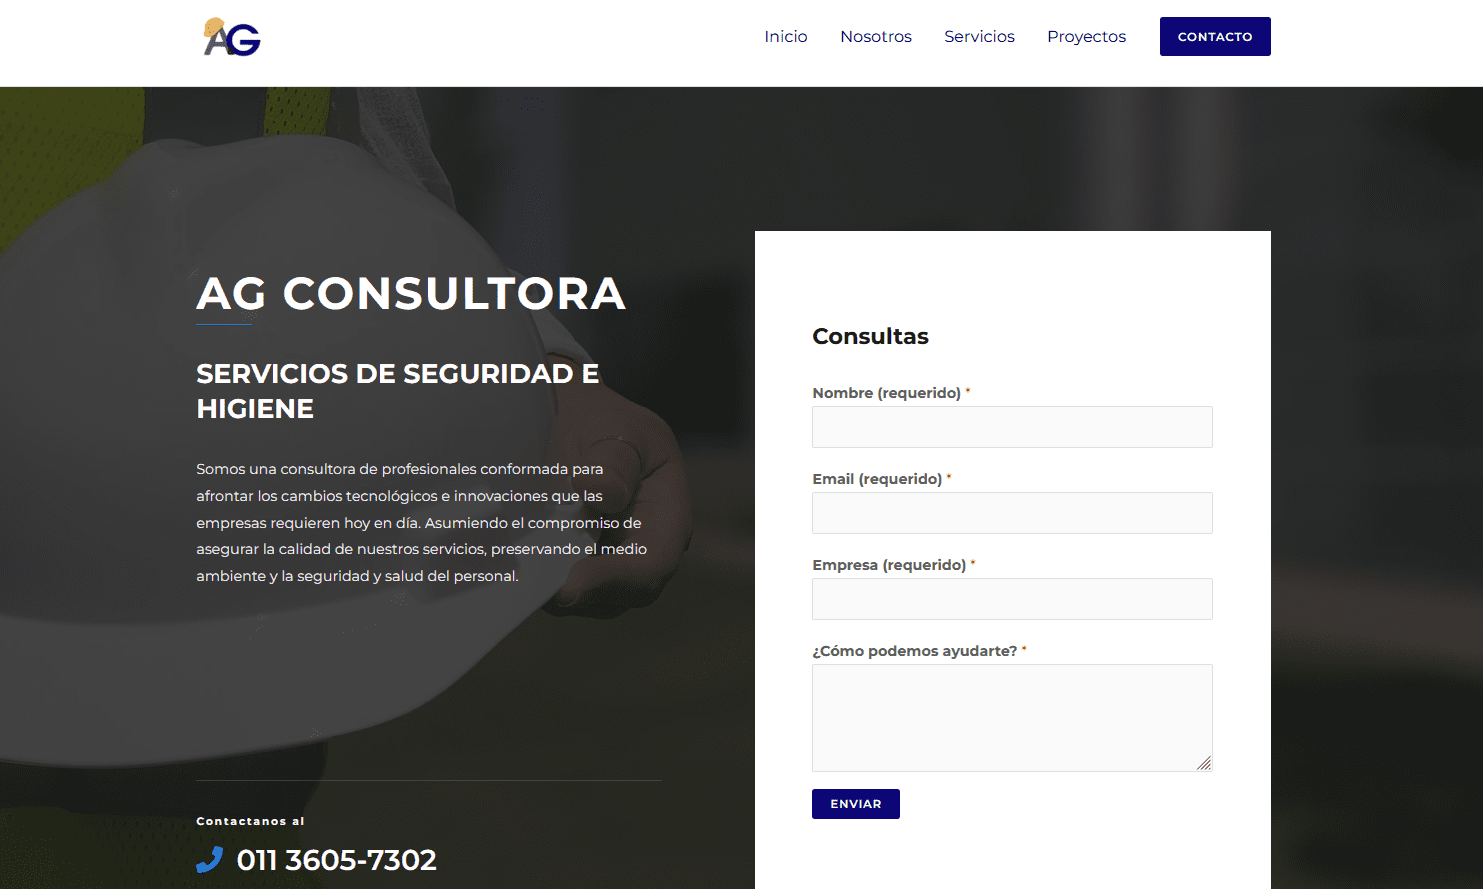 AG
Inicio
Nosotros
Servicios
Proyectos
CONTACTO
AG CONSULTORA
SERVICIOS DE SEGURIDAD E
HIGIENE
Somos una consultora de profesionales conformada para
afrontar los cambios tecnológicos e innovaciones que las
empresas requieren hoy en día. Asumiendo el compromiso de
asegurar la calidad de nuestros servicios, preservando el medio
ambiente y la seguridad y salud del personal.
Contactanos al
011 3605-7302
Consultas
Nombre (requerido) *
Email (requerido) *
Empresa (requerido) *
¿Cómo podemos ayudarte? *
ENVIAR